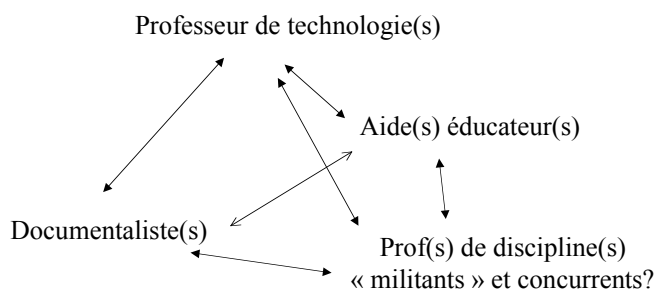 Professeur de technologie(s)
Aide(s) éducateur(s)
Documentaliste(s)
Prof(s) de discipline(s)
« militants » et concurrents?